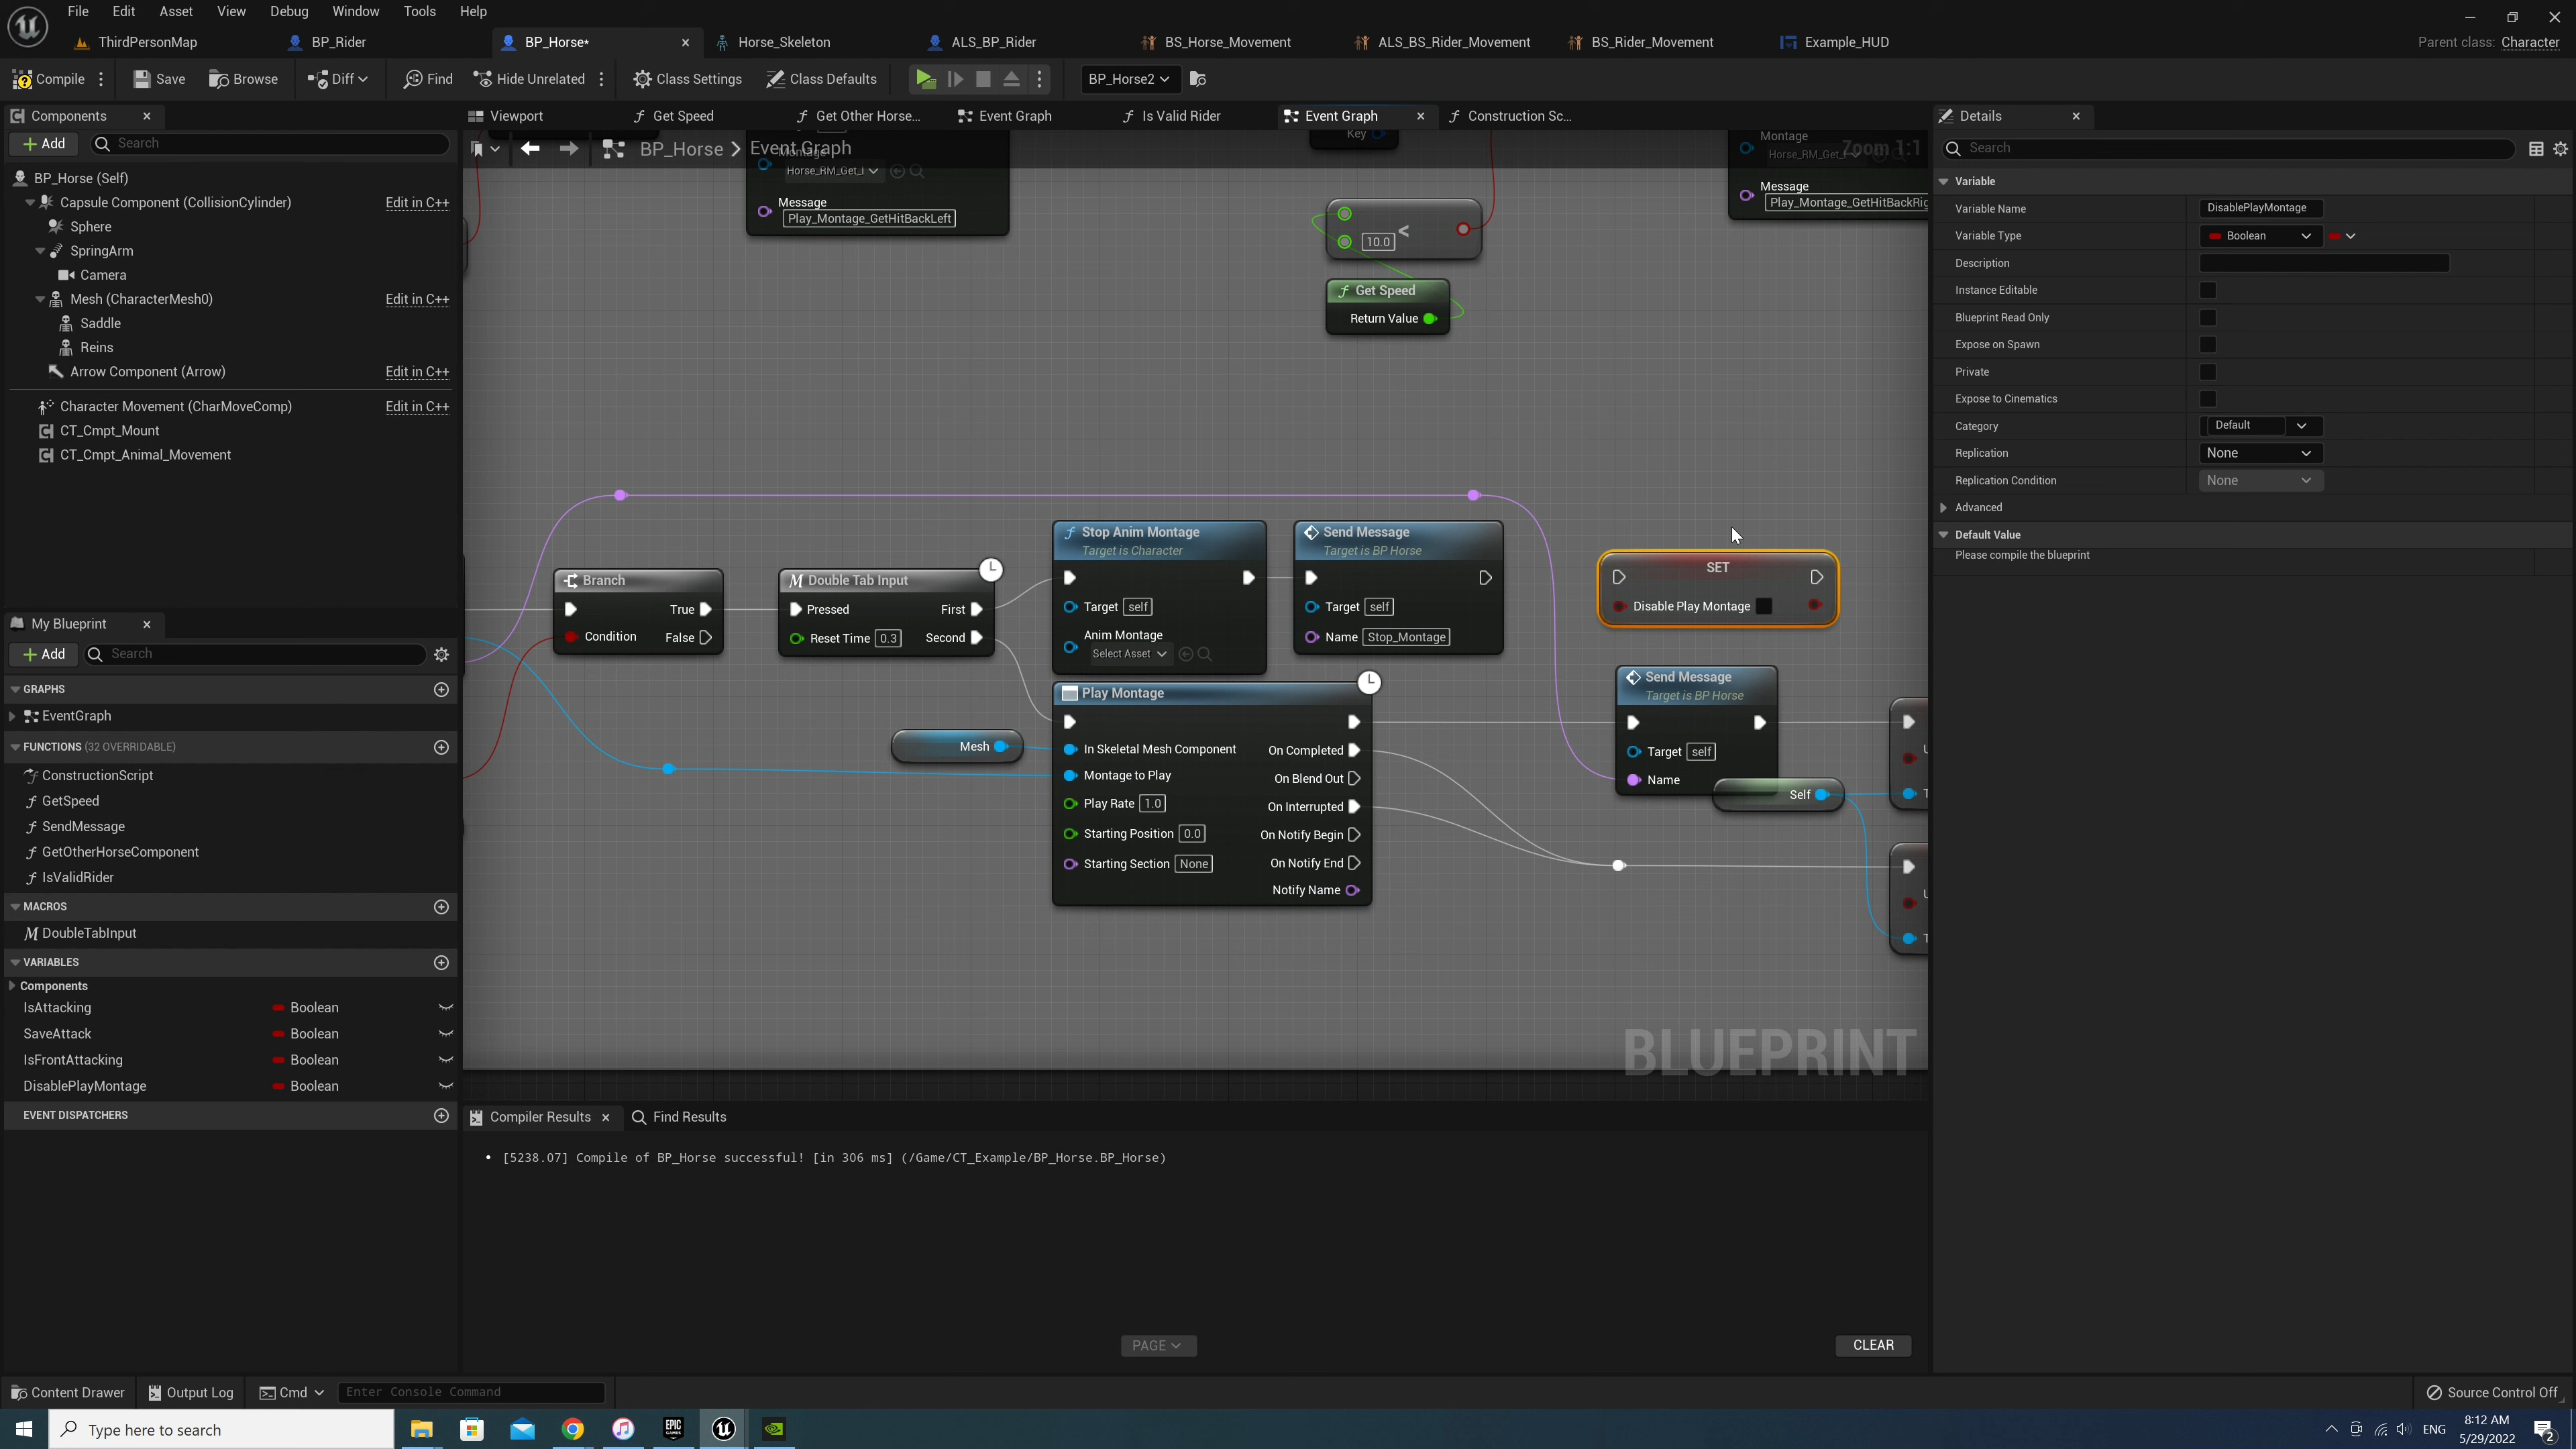 File Edit Asset View Debug Window Tools Help
ThirdPersonMap BP_Rider BP_Horse* Horse_Skeleton ALS_BP_Rider BS_Horse_Movement ALS_BS_Rider_Movement BS_Rider_Movement Example_HUD Parent class: Character
Compile Save Browse Diff Find Hide Unrelated Class Settings Class Defaults BP_Horse2
Components
Add Search
BP_Horse (Self)
Capsule Component (CollisionCylinder) Edit in C++
Sphere
SpringArm
Camera
Mesh (CharacterMesh0) Edit in C++
Saddle
Reins
Arrow Component (Arrow) Edit in C++
Character Movement (CharMoveComp) Edit in C++
CT_Cmpt_Mount
CT_Cmpt_Animal_Movement
My Blueprint
Add Search
GRAPHS
EventGraph
FUNCTIONS (32 OVERRIDABLE)
ConstructionScript
GetSpeed
SendMessage
GetOtherHorseComponent
IsValidRider
MACROS
DoubleTabInput
VARIABLES
Components
IsAttacking Boolean
SaveAttack Boolean
IsFrontAttacking Boolean
DisablePlayMontage Boolean
EVENT DISPATCHERS
Viewport Get Speed Get Other Horse... Event Graph Is Valid Rider Event Graph Construction Sc...
BP_Horse > Event Graph
Zoom 1:1
Montage
Horse_RM_Get_I
Message
Play_Montage_GetHitBackLeft
Key
10.0 <
Get Speed
Return Value
Montage
Horse_RM_Get_I
Message
Play_Montage_GetHitBackRig
Branch
True
Condition False
Double Tab Input
Pressed First
Reset Time 0.3 Second
Stop Anim Montage
Target is Character
Target self
Anim Montage
Select Asset
Send Message
Target is BP Horse
Target self
Name Stop_Montage
SET
Disable Play Montage
Mesh
Play Montage
In Skeletal Mesh Component On Completed
Montage to Play On Blend Out
Play Rate 1.0 On Interrupted
Starting Position 0.0 On Notify Begin
Starting Section None On Notify End
Notify Name
Send Message
Target is BP Horse
Target self
Name
Self
BLUEPRINT
Compiler Results Find Results
• [5238.07] Compile of BP_Horse successful! [in 306 ms] (/Game/CT_Example/BP_Horse.BP_Horse)
PAGE CLEAR
Details
Search
Variable
Variable Name DisablePlayMontage
Variable Type Boolean
Description
Instance Editable
Blueprint Read Only
Expose on Spawn
Private
Expose to Cinematics
Category Default
Replication None
Replication Condition None
Advanced
Default Value
Please compile the blueprint
Content Drawer Output Log Cmd Enter Console Command Source Control Off
Type here to search
EPIC GAMES
ENG
8:12 AM
5/29/2022
2